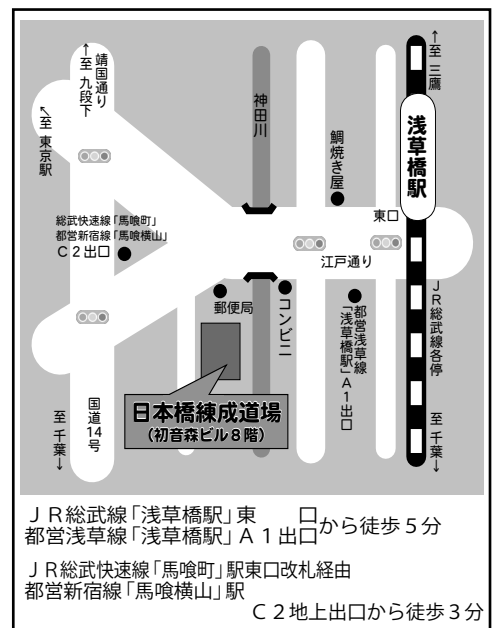 ↑至 三鷹
浅草橋駅
JR総武線各停
至 千葉↓
東口
鯛焼き屋
江戸通り
都営浅草線
「浅草橋駅」A1出口
コンビニ
神田川
郵便局
靖国通り
↑至 九段下
↖至 東京駅
総武快速線「馬喰町」
都営新宿線「馬喰横山」
C2出口
国道14号
至 千葉↓
日本橋練成道場
(初音森ビル8階)
JR総武線「浅草橋駅」東 口
都営浅草線「浅草橋駅」A1出口から徒歩5分
JR総武快速線「馬喰町」駅東口改札経由
都営新宿線「馬喰横山」駅
C2地上出口から徒歩3分